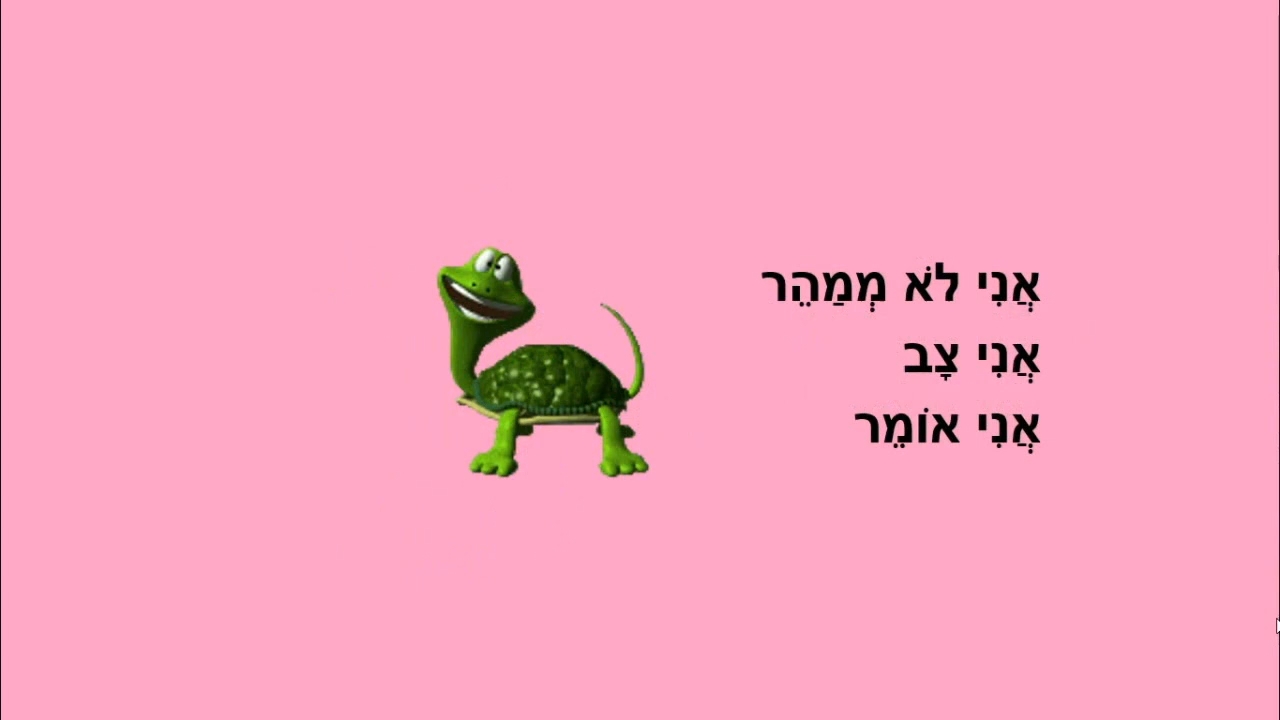 אֲנִי לֹא מְמַהֵר
אֲנִי צָב
אֲנִי אוֹמֵר